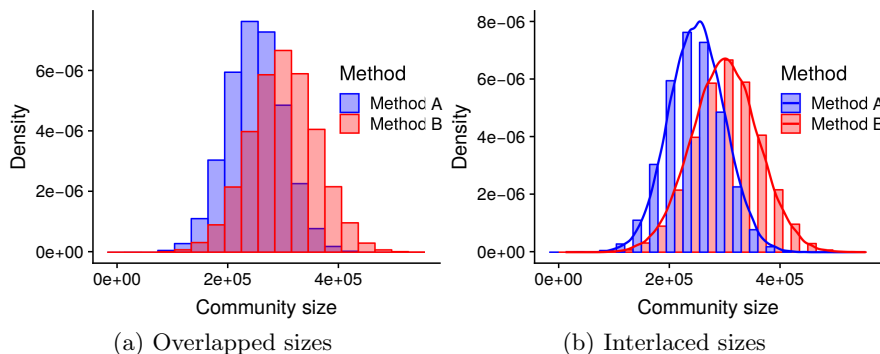 6e−06
4e−06
2e−06
0e+00
Density
0e+00
2e+05
4e+05
Community size
Method
Method A
Method B
(a) Overlapped sizes
8e−06
6e−06
4e−06
2e−06
0e+00
Density
0e+00
2e+05
4e+05
Community size
Method
Method A
Method B
(b) Interlaced sizes